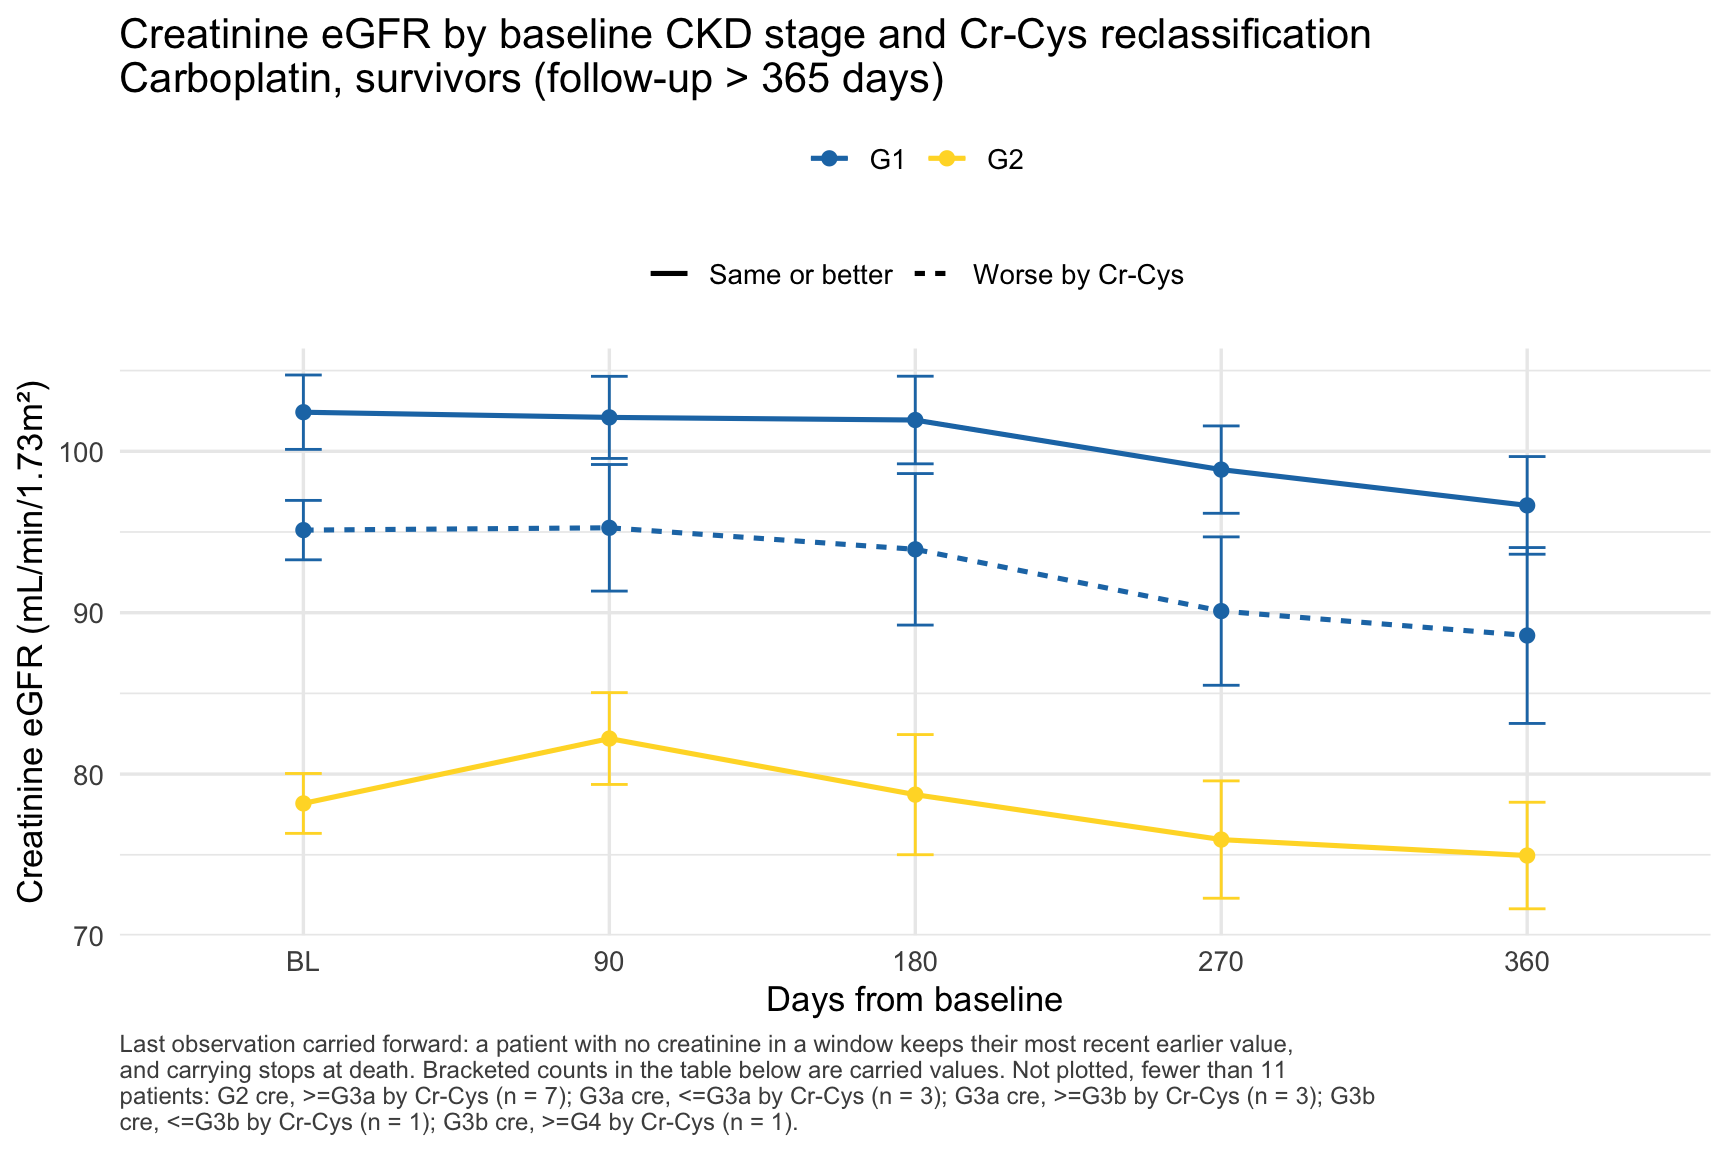 Creatinine eGFR by baseline CKD stage and Cr-Cys reclassification
Carboplatin, survivors (follow-up > 365 days)
G1 G2
Same or better Worse by Cr-Cys
Creatinine eGFR (mL/min/1.73m²)
100
90
80
70
BL 90 180 270 360
Days from baseline
Last observation carried forward: a patient with no creatinine in a window keeps their most recent earlier value,
and carrying stops at death. Bracketed counts in the table below are carried values. Not plotted, fewer than 11
patients: G2 cre, >=G3a by Cr-Cys (n = 7); G3a cre, <=G3a by Cr-Cys (n = 3); G3a cre, >=G3b by Cr-Cys (n = 3); G3b
cre, <=G3b by Cr-Cys (n = 1); G3b cre, >=G4 by Cr-Cys (n = 1).